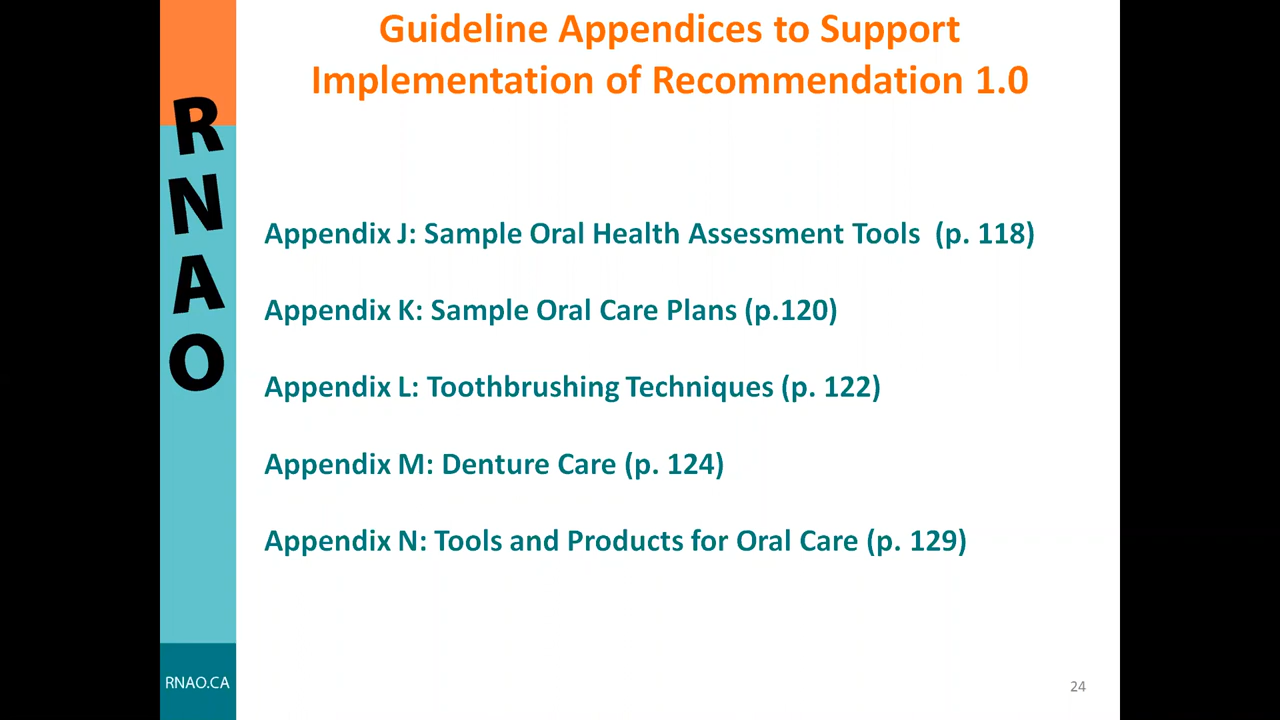 Guideline Appendices to Support
Implementation of Recommendation 1.0
RNAO
Appendix J: Sample Oral Health Assessment Tools  (p. 118)
Appendix K: Sample Oral Care Plans (p.120)
Appendix L: Toothbrushing Techniques (p. 122)
Appendix M: Denture Care (p. 124)
Appendix N: Tools and Products for Oral Care (p. 129)
RNAO.CA
24